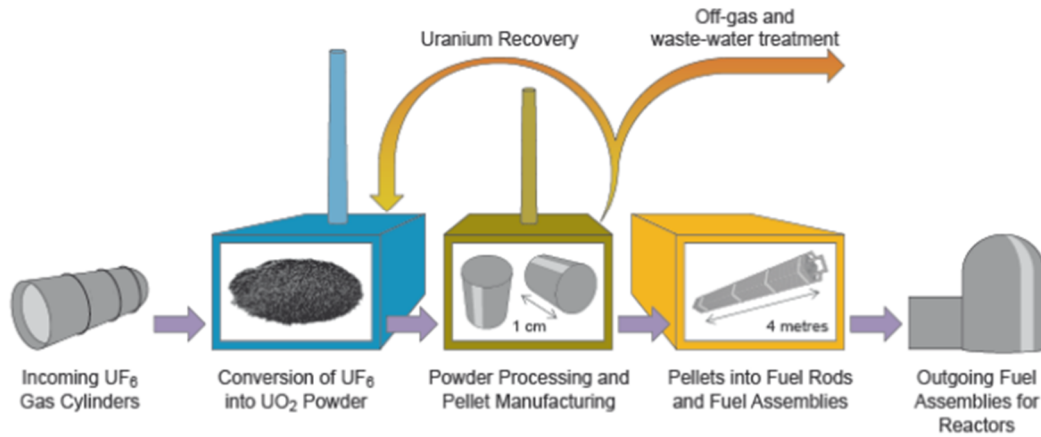 Off-gas and
waste-water treatment
Uranium Recovery
1 cm
4 metres
Incoming UF₆
Gas Cylinders
Conversion of UF₆
into UO₂ Powder
Powder Processing and
Pellet Manufacturing
Pellets into Fuel Rods
and Fuel Assemblies
Outgoing Fuel
Assemblies for
Reactors